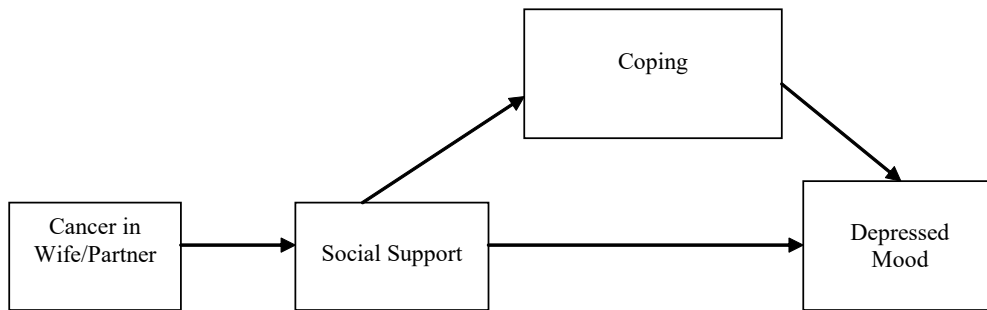 Coping
Cancer in
Wife/Partner
Social Support
Depressed
Mood